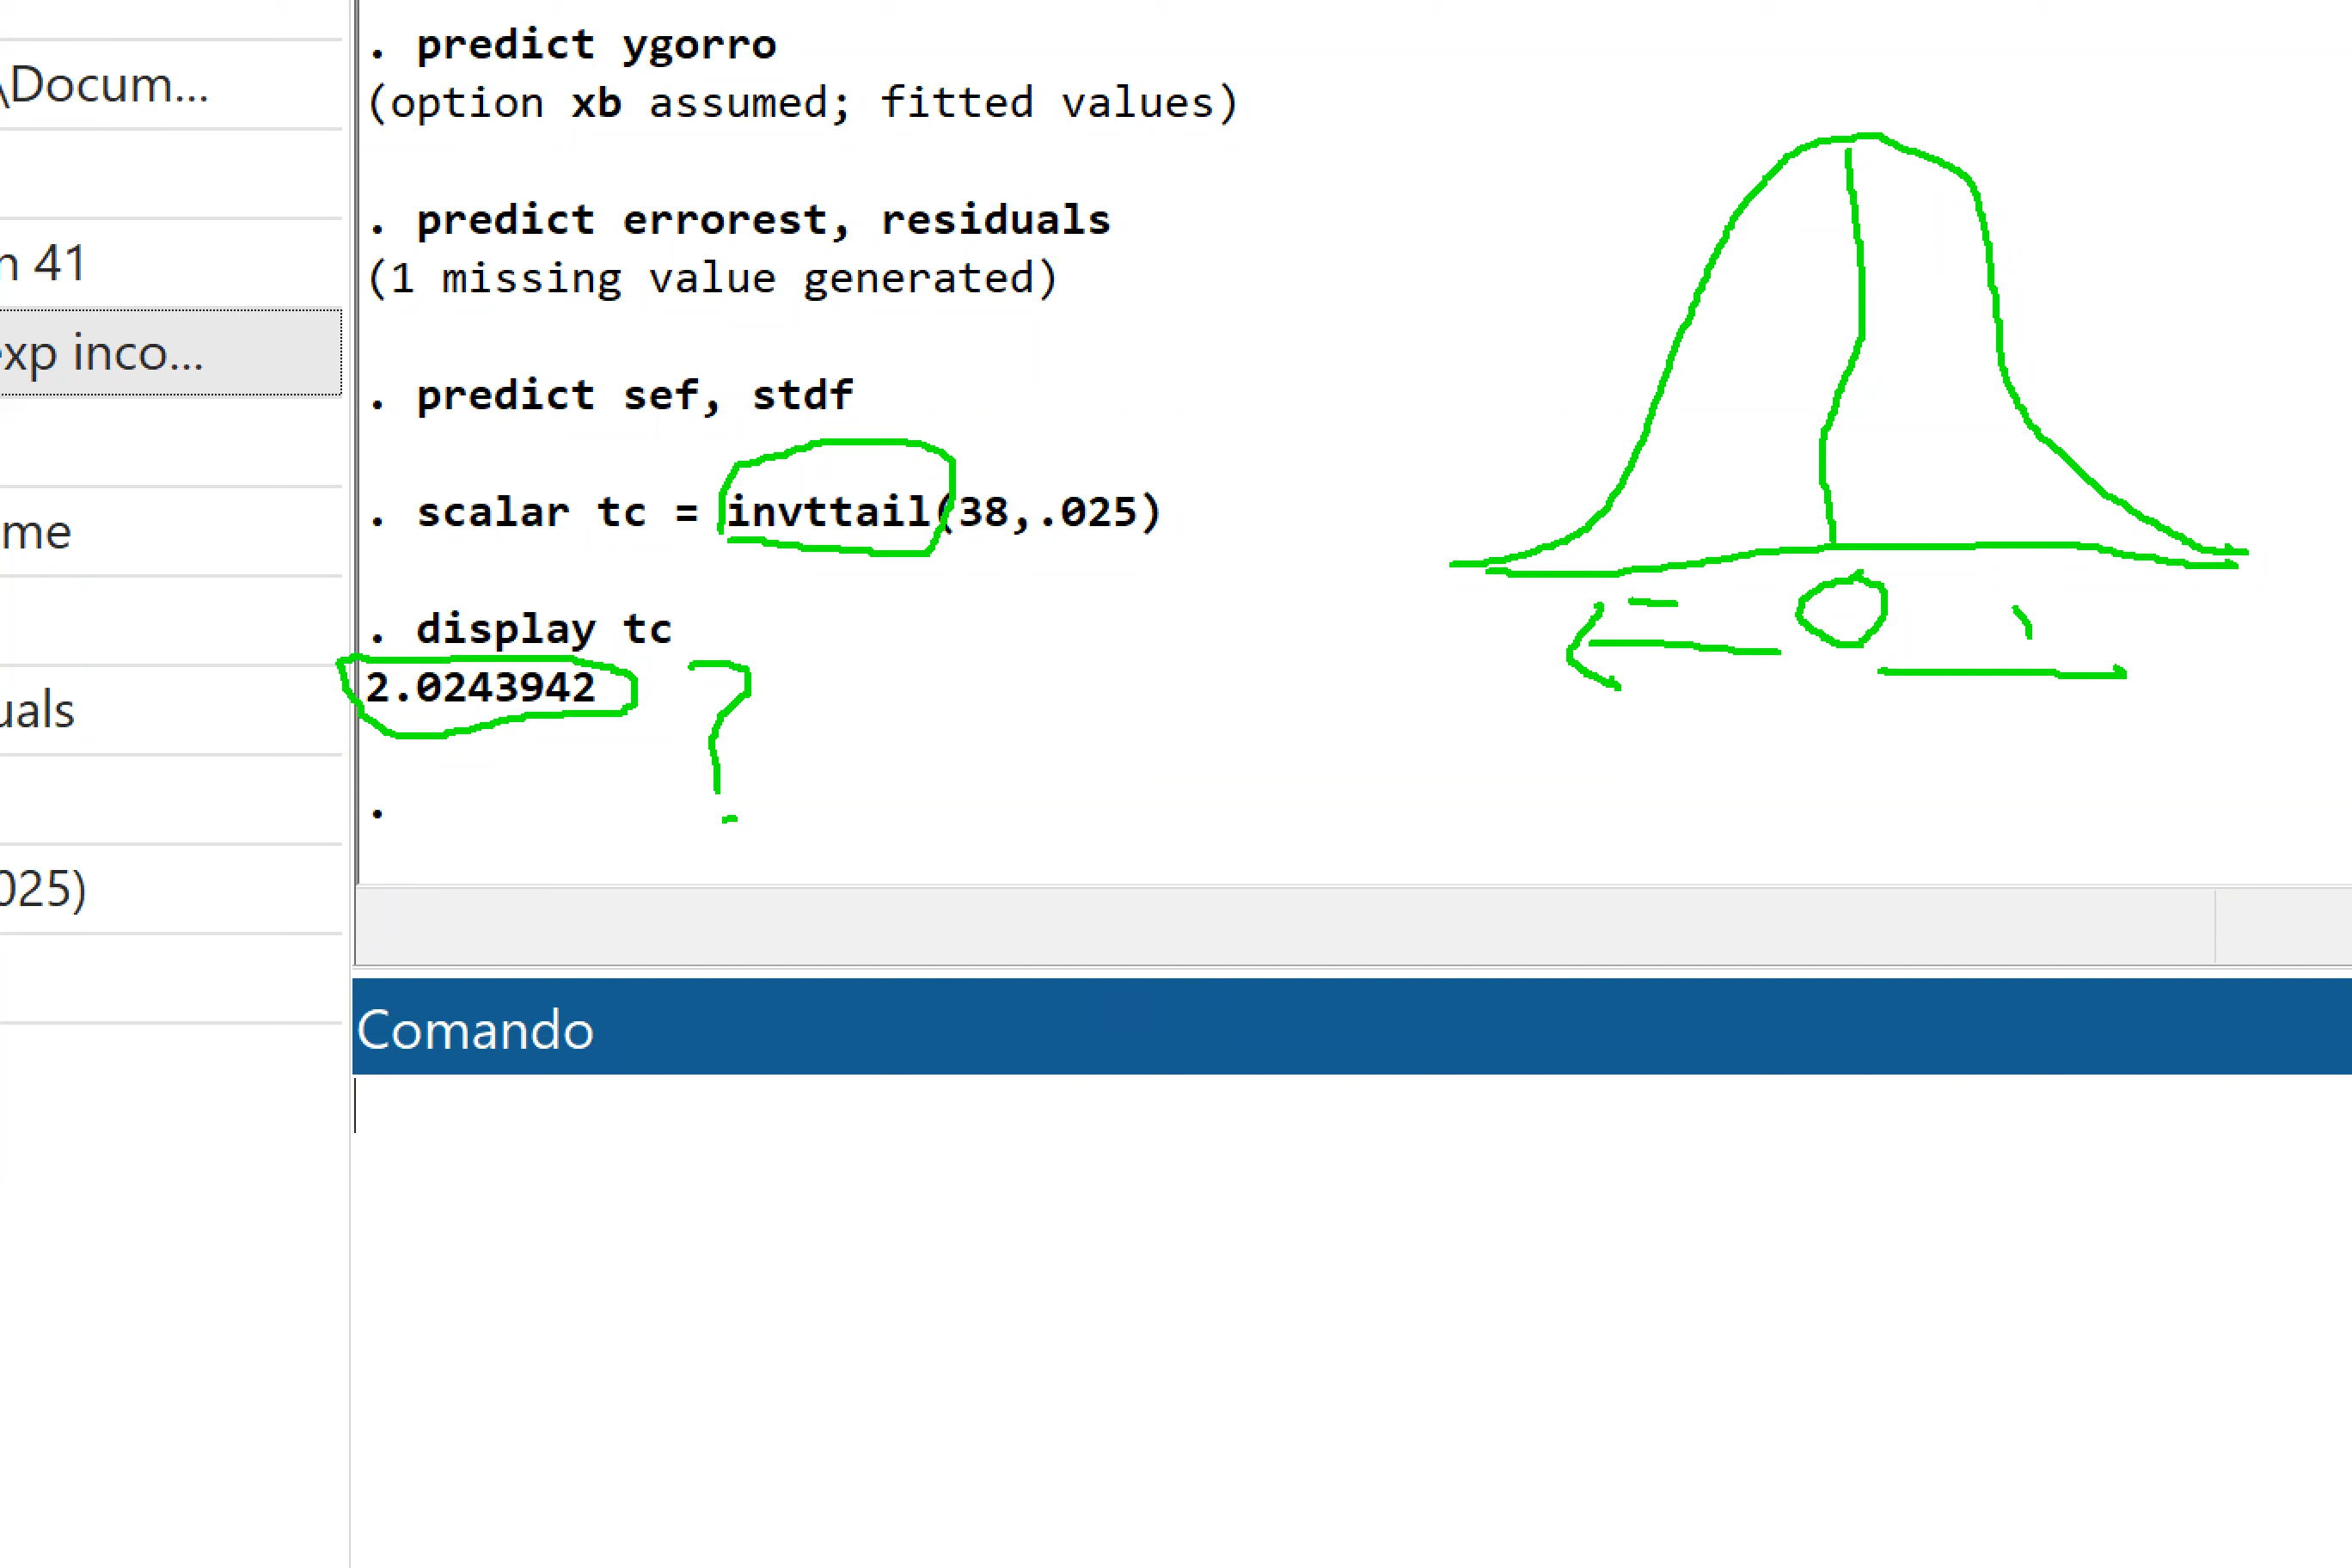 \Docum...
n 41
xp inco...
me
uals
025)
. predict ygorro
(option xb assumed; fitted values)
. predict errorest, residuals
(1 missing value generated)
. predict sef, stdf
. scalar tc = invttail(38,.025)
. display tc
2.0243942
?
.
Comando